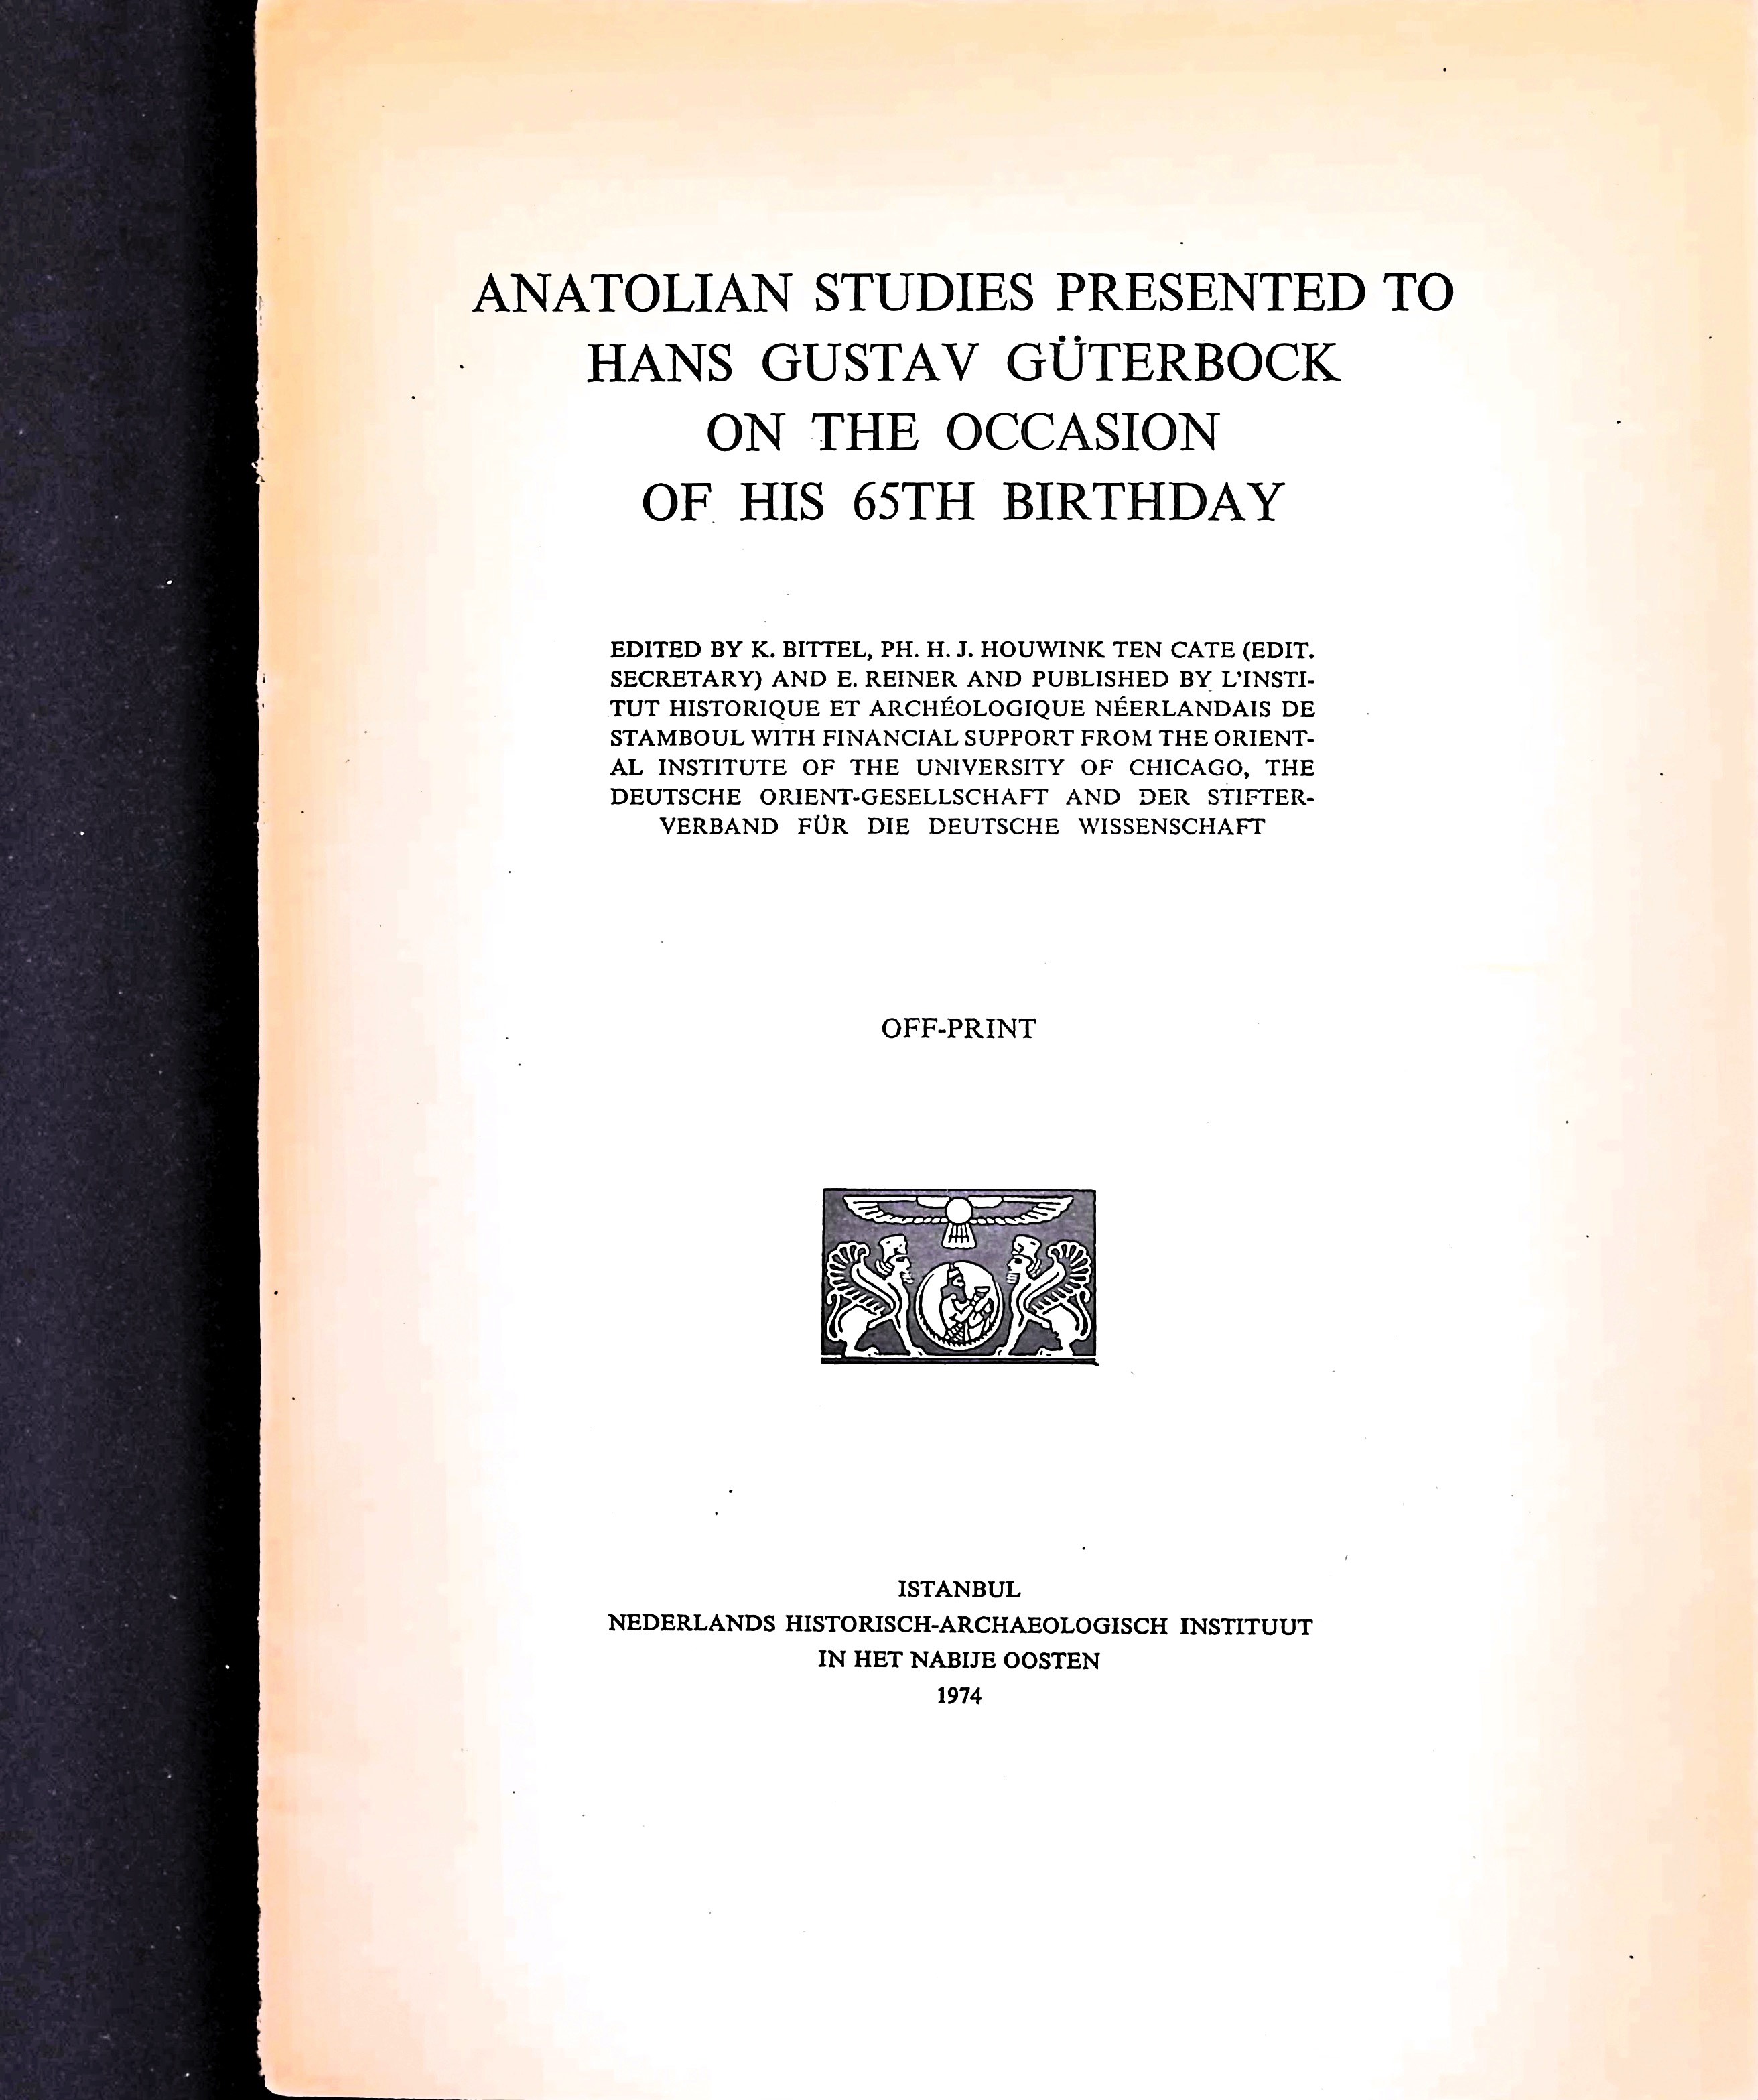 ANATOLIAN STUDIES PRESENTED TO
HANS GUSTAV GÜTERBOCK
ON THE OCCASION
OF HIS 65TH BIRTHDAY
EDITED BY K. BITTEL, PH. H. J. HOUWINK TEN CATE (EDIT.
SECRETARY) AND E. REINER AND PUBLISHED BY L'INSTI-
TUT HISTORIQUE ET ARCHÉOLOGIQUE NÉERLANDAIS DE
STAMBOUL WITH FINANCIAL SUPPORT FROM THE ORIENT-
AL INSTITUTE OF THE UNIVERSITY OF CHICAGO, THE
DEUTSCHE ORIENT-GESELLSCHAFT AND DER STIFTER-
VERBAND FÜR DIE DEUTSCHE WISSENSCHAFT
OFF-PRINT
ISTANBUL
NEDERLANDS HISTORISCH-ARCHAEOLOGISCH INSTITUUT
IN HET NABIJE OOSTEN
1974